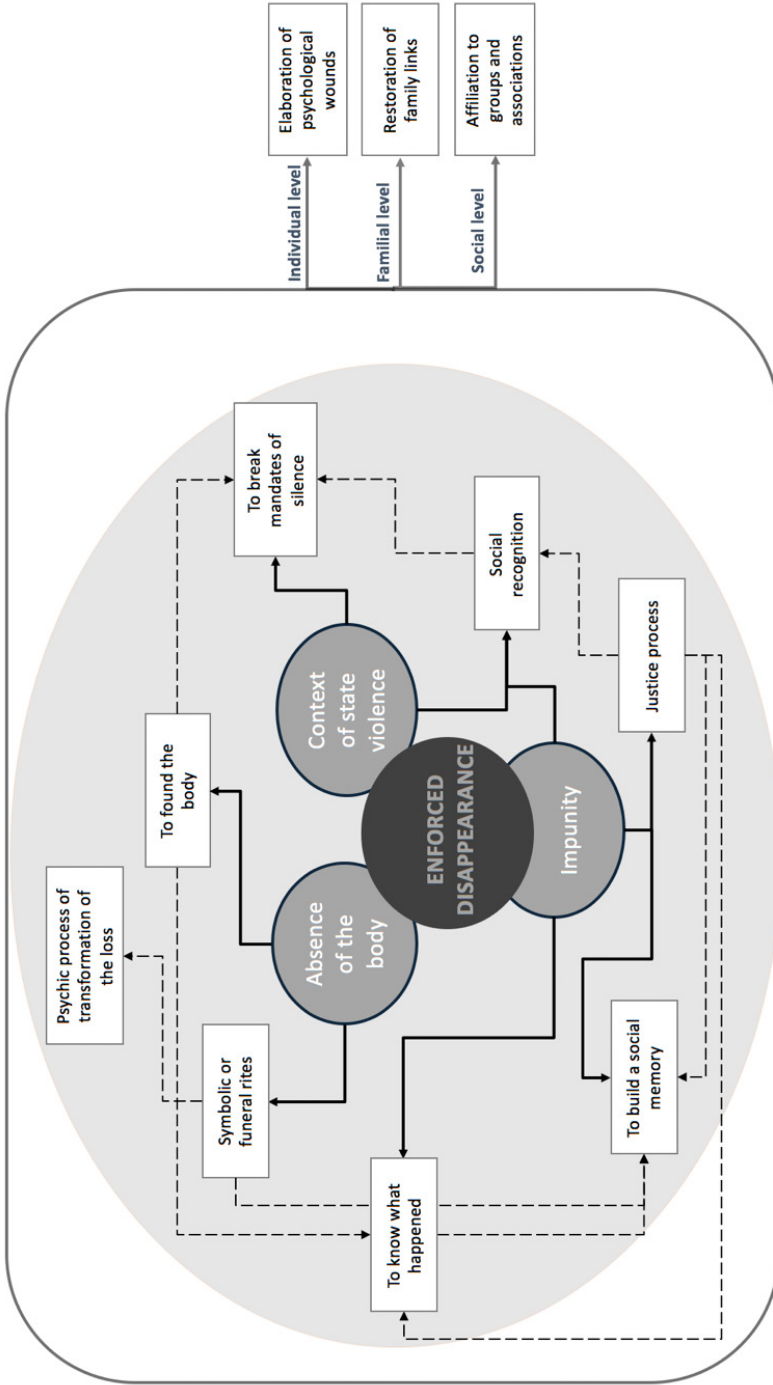 Psychic process of
transformation of
the loss
To found the
body
Symbolic or
funeral rites
To break
mandates of
silence
Absence of the
body
Context of state
violence
ENFORCED
DISAPPEARANCE
Impunity
To know what
happened
Social
recognition
To build a social
memory
Justice process
Individual level
Elaboration of
psychological
wounds
Familial level
Restoration of
family links
Social level
Affiliation to
groups and
associations